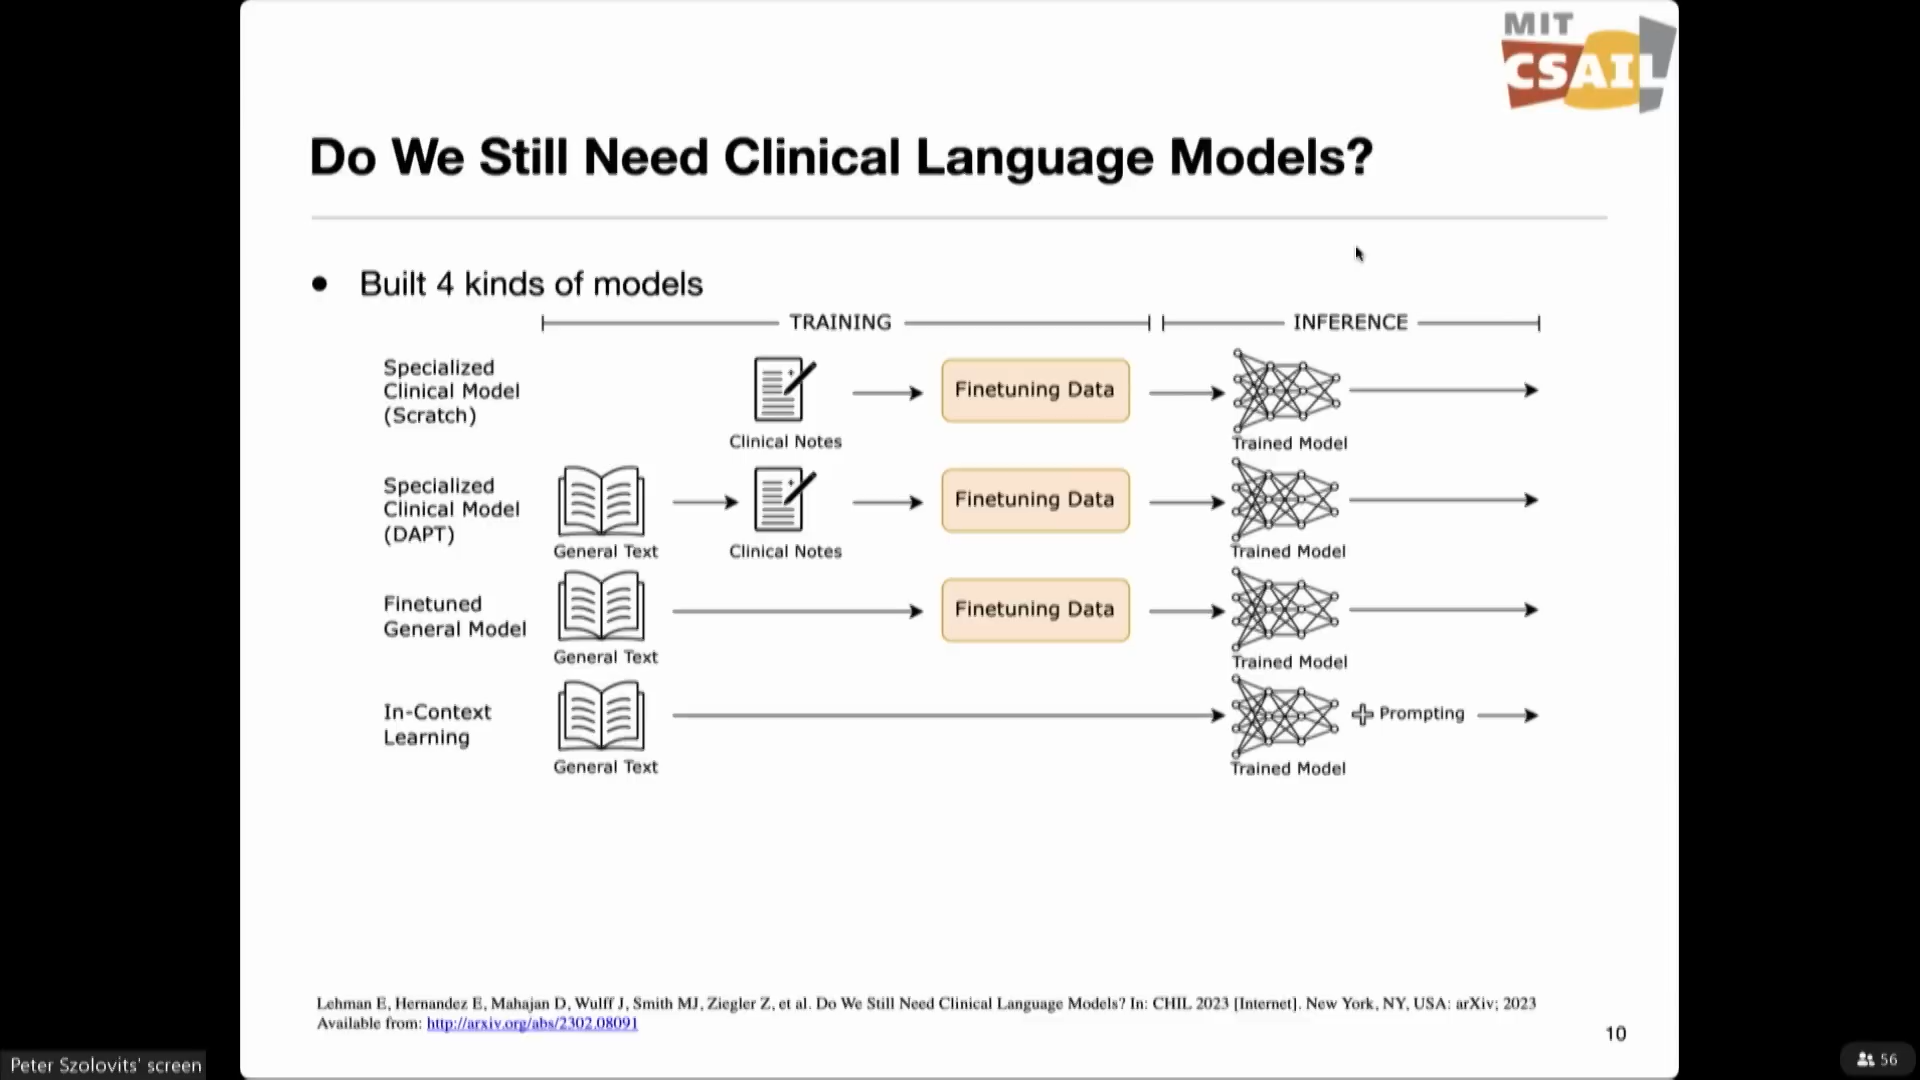 MIT
CSAIL
Do We Still Need Clinical Language Models?
● Built 4 kinds of models
TRAINING
INFERENCE
Specialized
Clinical Model
(Scratch)
Clinical Notes
Finetuning Data
Trained Model
Specialized
Clinical Model
(DAPT)
General Text
Clinical Notes
Finetuning Data
Trained Model
Finetuned
General Model
General Text
Finetuning Data
Trained Model
In-Context
Learning
General Text
Trained Model
Prompting
Lehman E, Hernandez E, Mahajan D, Wulff J, Smith MJ, Ziegler Z, et al. Do We Still Need Clinical Language Models? In: CHIL 2023 [Internet]. New York, NY, USA: arXiv; 2023
Available from: http://arxiv.org/abs/2302.08091
10
Peter Szolovits' screen
56